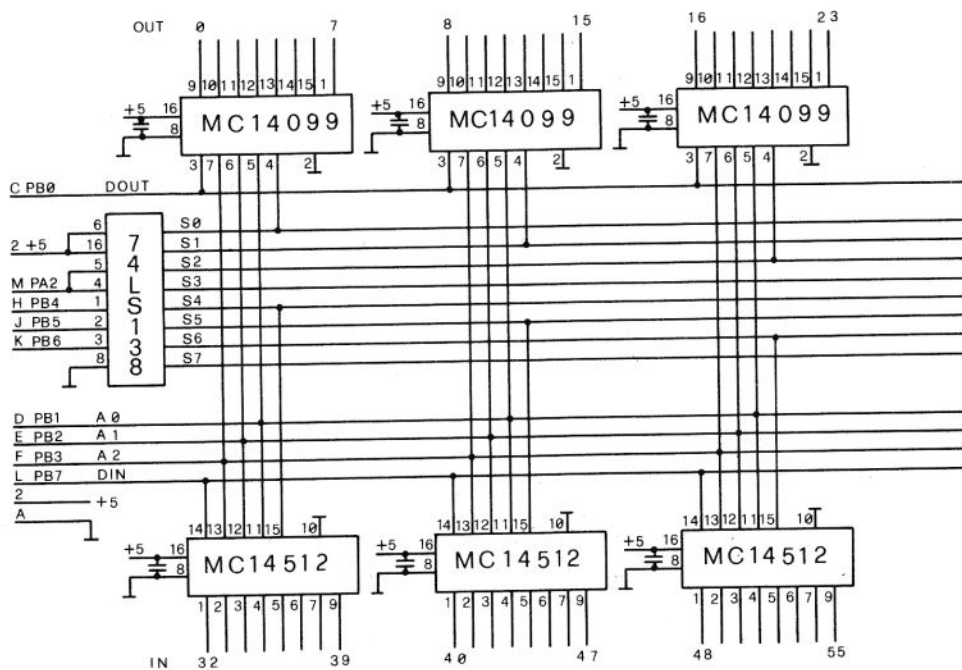 OUT 0 7 8 15 16 23
9 10 11 12 13 14 15 1 9 10 11 12 13 14 15 1 9 10 11 12 13 14 15 1
+5 16 MC14099 +5 16 MC14099 +5 16 MC14099
8 8 8
3 7 6 5 4 2 3 7 6 5 4 2 3 7 6 5 4 2
C PB0 DOUT
6 S0
2 +5 16 S1
5 S2
M PA2 4 S3
H PB4 1 S4
J PB5 2 S5
K PB6 3 S6
8 S7
74LS138
D PB1 A0
E PB2 A1
F PB3 A2
L PB7 DIN
2 +5
A
14 13 12 11 15 10 14 13 12 11 15 10 14 13 12 11 15 10
+5 16 MC14512 +5 16 MC14512 +5 16 MC14512
8 8 8
1 2 3 4 5 6 7 9 1 2 3 4 5 6 7 9 1 2 3 4 5 6 7 9
IN 32 39 40 47 48 55